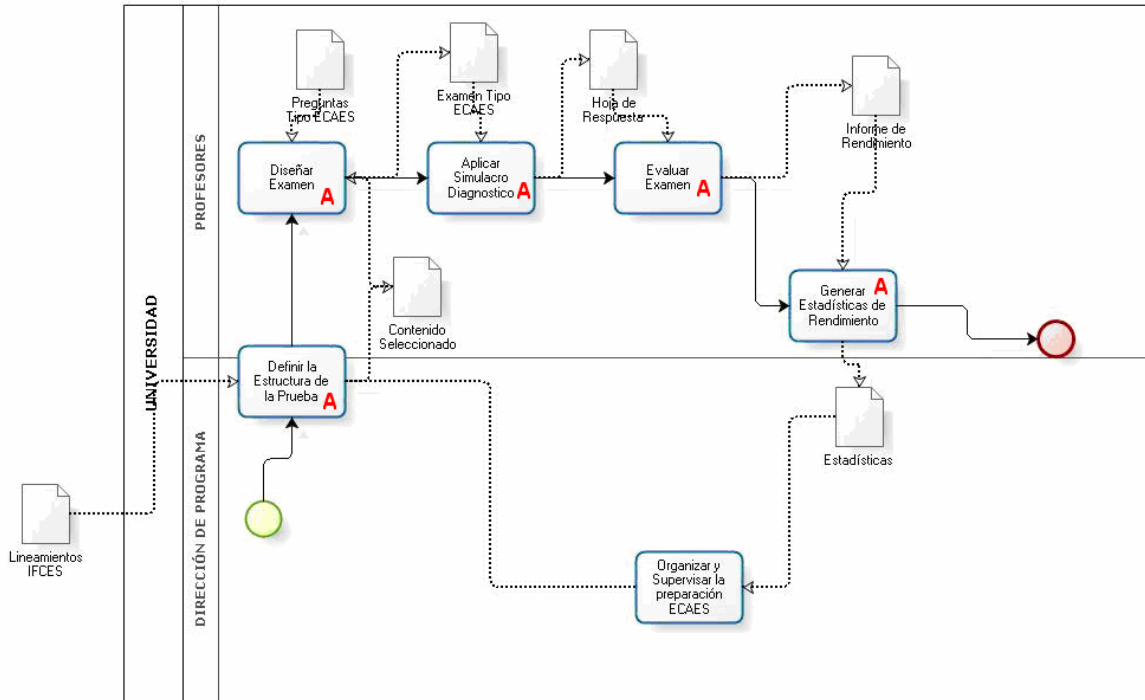 UNIVERSIDAD
PROFESORES
Preguntas
Tipo ECAES
Examen Tipo
ECAES
Hoja de
Respuesta
Informe de
Rendimiento
Diseñar
Examen
A
Aplicar
Simulacro
Diagnostico
A
Evaluar
Examen
A
Generar
Estadísticas de
Rendimiento
A
Contenido
Seleccionado
DIRECCIÓN DE PROGRAMA
Definir la
Estructura de
la Prueba
A
Estadísticas
Lineamientos
IFCES
Organizar y
Supervisar la
preparación
ECAES